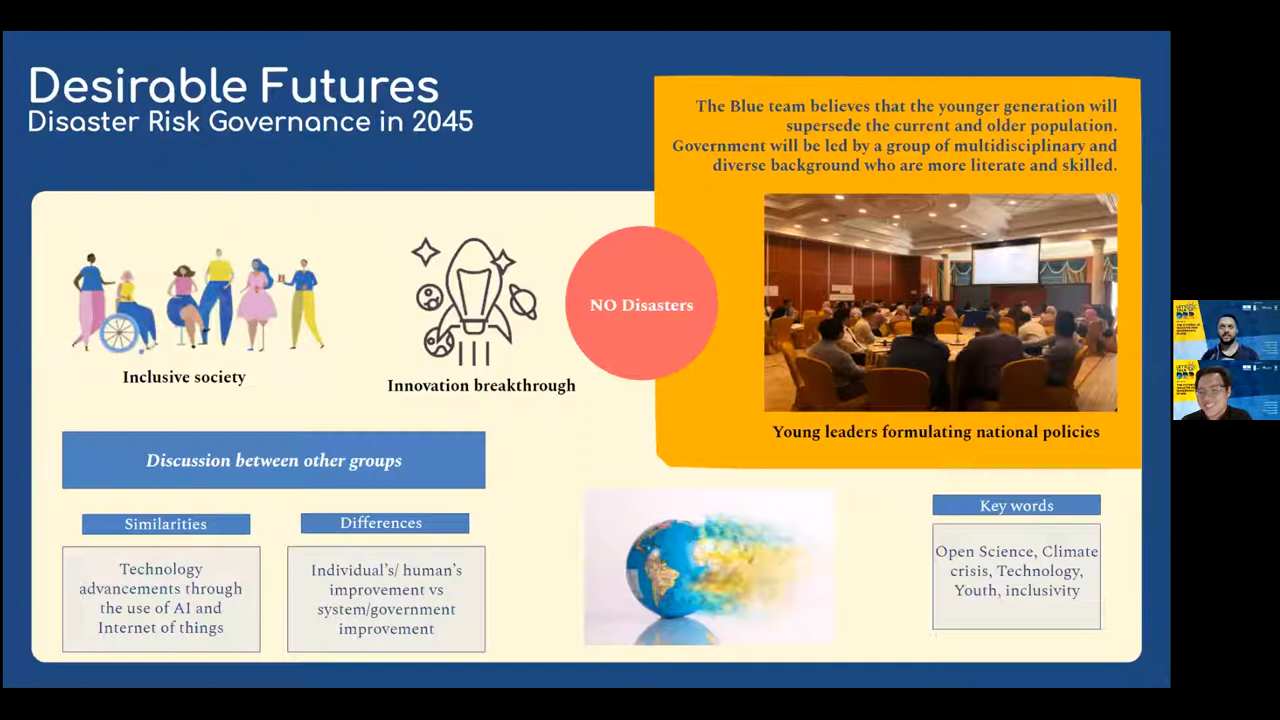 Desirable Futures
Disaster Risk Governance in 2045
The Blue team believes that the younger generation will
supersede the current and older population.
Government will be led by a group of multidisciplinary and
diverse background who are more literate and skilled.
NO Disasters
Inclusive society
Innovation breakthrough
Young leaders formulating national policies
Discussion between other groups
Similarities
Technology
advancements through
the use of AI and
Internet of things
Differences
Individual's/ human's
improvement vs
system/government
improvement
Key words
Open Science, Climate
crisis, Technology,
Youth, inclusivity